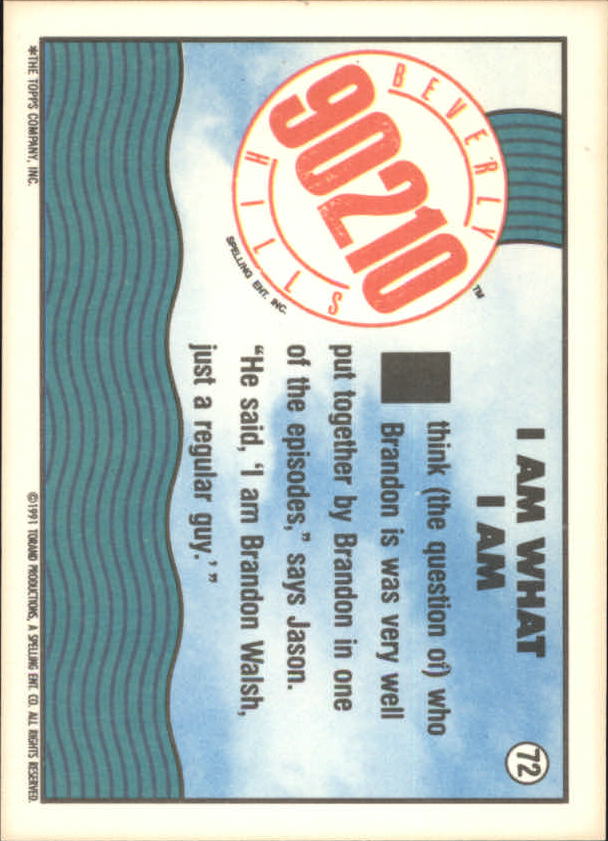 I AM WHAT
I AM
72
think (the question of) who
Brandon is was very well
put together by Brandon in one
of the episodes," says Jason.
"He said, 'I am Brandon Walsh,
just a regular guy.' "
BEVERLY
90210
HILLS
TM
SPELLING ENT. INC.
*THE TOPPS COMPANY, INC.
©1991 TORAND PRODUCTIONS, A SPELLING ENT. CO. ALL RIGHTS RESERVED.